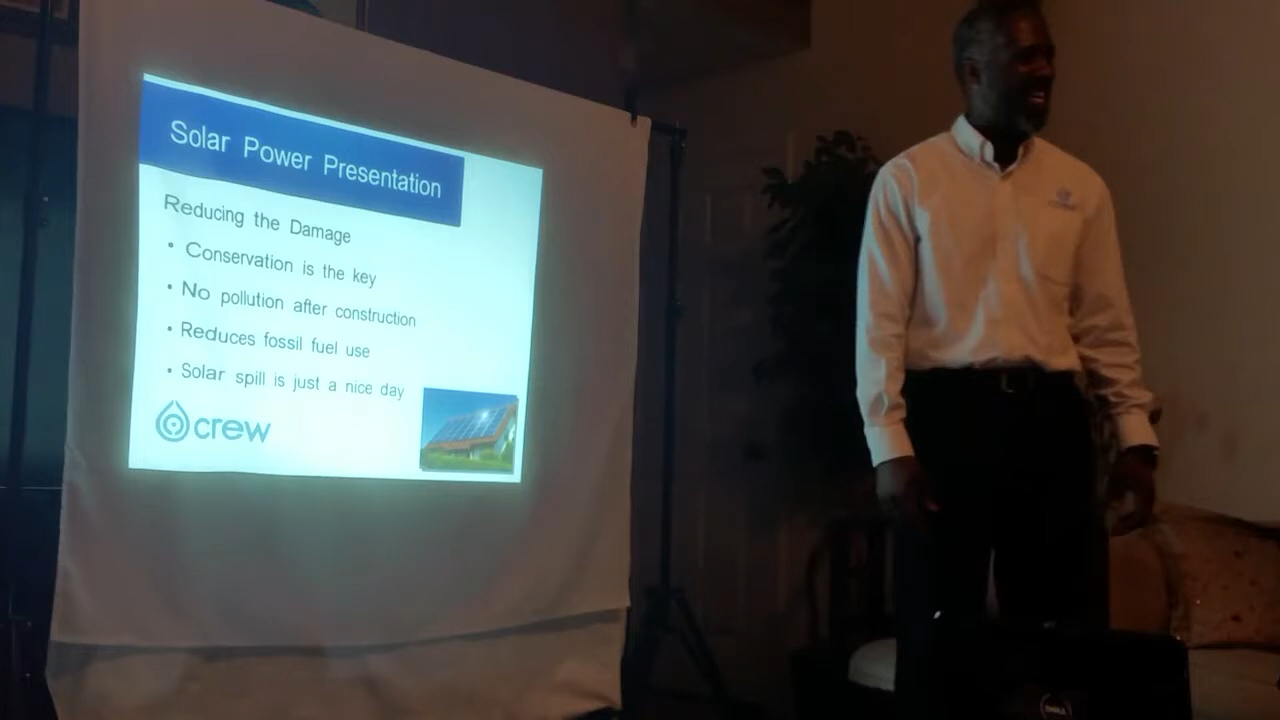 Solar Power Presentation
Reducing the Damage
• Conservation is the key
• No pollution after construction
• Reduces fossil fuel use
• Solar spill is just a nice day
crew
DELL